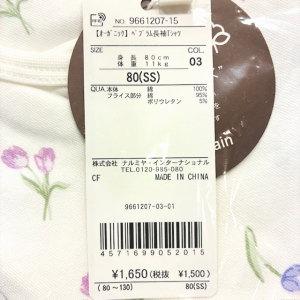 NO. 9661207-15
【オーガニック】ペプラム長袖Tシャツ
SIZE COL.
身長 80cm
体重 11kg 03
80(SS)
QUA. 本体 綿 100%
フライス部分 綿 95%
ポリウレタン 5%
株式会社 ナルミヤ・インターナショナル
TEL.0120-985-080
CF MADE IN CHINA
9661207-03-01
4571699052015
¥1,650(税抜 ¥1,500)
(80~130)
ain